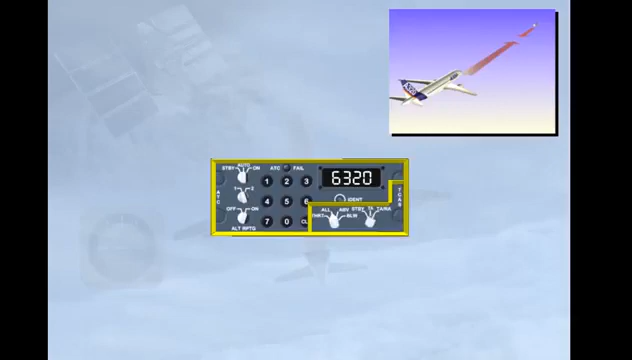 AUTO
STBY ON ATC FAIL
1 2 3 6320
1 2
ATC
4 5 6 IDENT
TCAS
OFF ON
ALL ABV STBY TA TA/RA
THRT BLW
7 0 CL
ALT RPTG